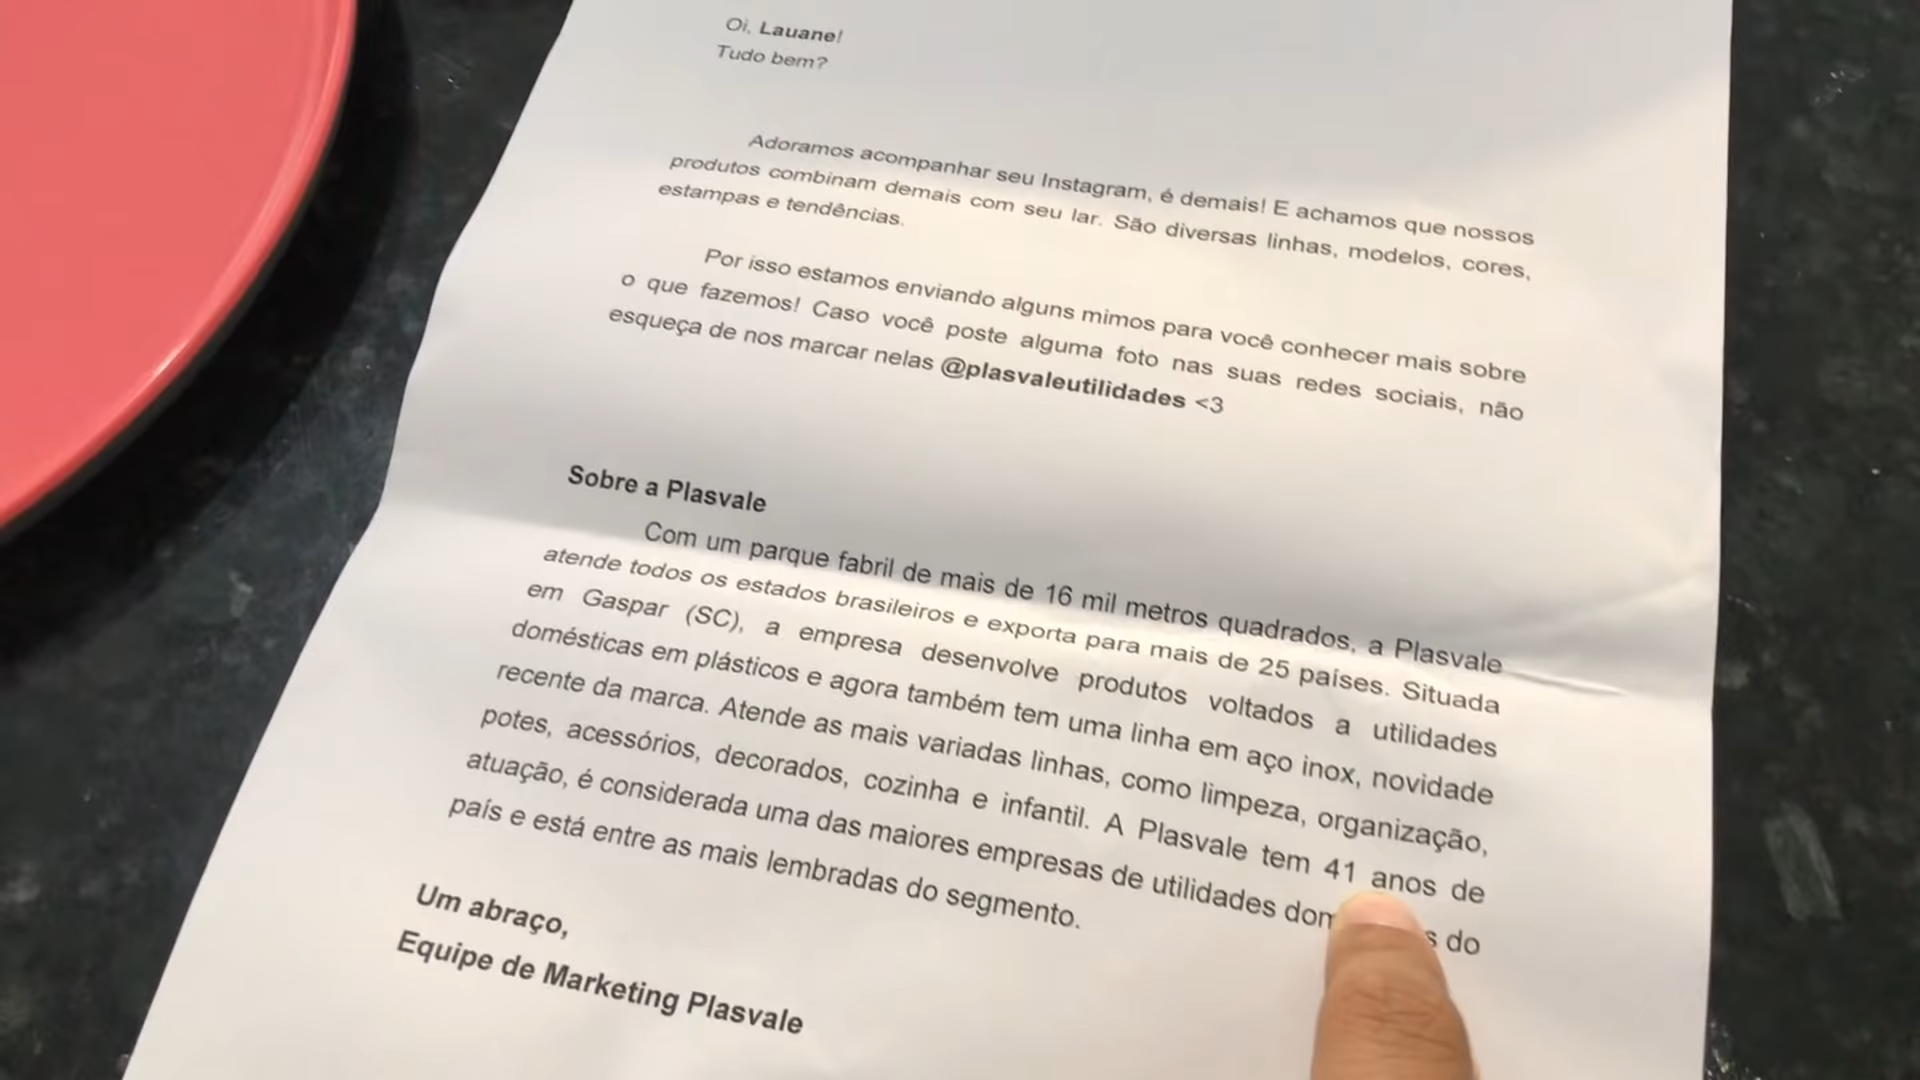 Oi, Lauane!
Tudo bem?
Adoramos acompanhar seu Instagram, é demais! E achamos que nossos
produtos combinam demais com seu lar. São diversas linhas, modelos, cores,
estampas e tendências.
Por isso estamos enviando alguns mimos para você conhecer mais sobre
o que fazemos! Caso você poste alguma foto nas suas redes sociais, não
esqueça de nos marcar nelas @plasvaleutilidades <3
Sobre a Plasvale
Com um parque fabril de mais de 16 mil metros quadrados, a Plasvale
atende todos os estados brasileiros e exporta para mais de 25 países. Situada
em Gaspar (SC), a empresa desenvolve produtos voltados a utilidades
domésticas em plásticos e agora também tem uma linha em aço inox, novidade
recente da marca. Atende as mais variadas linhas, como limpeza, organização,
potes, acessórios, decorados, cozinha e infantil. A Plasvale tem 41 anos de
atuação, é considerada uma das maiores empresas de utilidades do
país e está entre as mais lembradas do segmento.
Um abraço,
Equipe de Marketing Plasvale